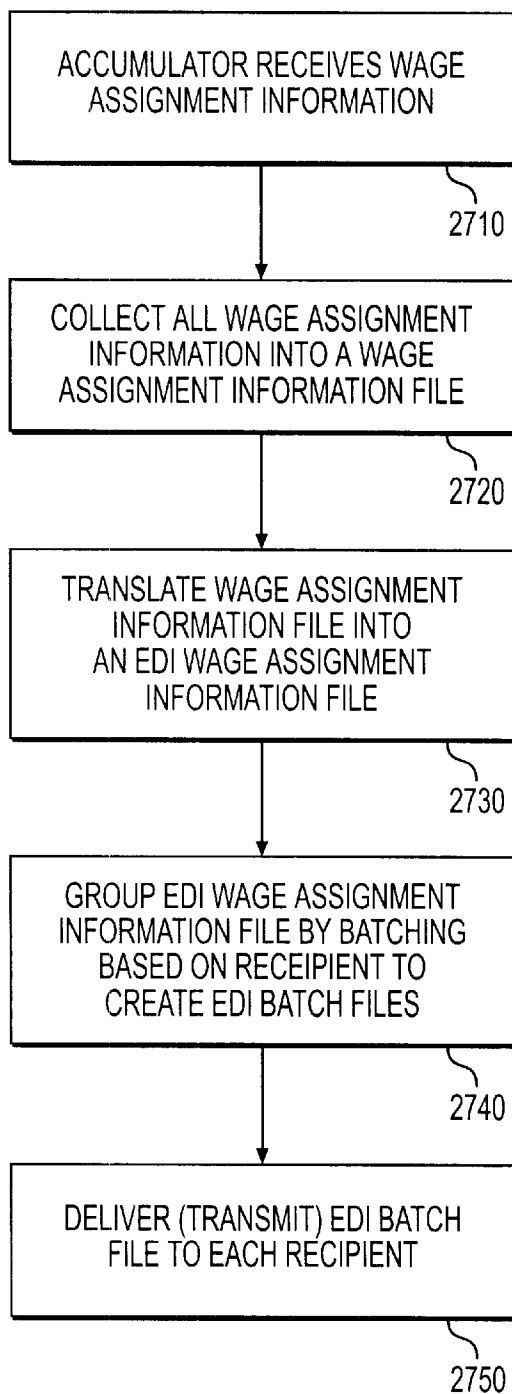 ACCUMULATOR RECEIVES WAGE
ASSIGNMENT INFORMATION
2710
COLLECT ALL WAGE ASSIGNMENT
INFORMATION INTO A WAGE
ASSIGNMENT INFORMATION FILE
2720
TRANSLATE WAGE ASSIGNMENT
INFORMATION FILE INTO
AN EDI WAGE ASSIGNMENT
INFORMATION FILE
2730
GROUP EDI WAGE ASSIGNMENT
INFORMATION FILE BY BATCHING
BASED ON RECEIPIENT TO
CREATE EDI BATCH FILES
2740
DELIVER (TRANSMIT) EDI BATCH
FILE TO EACH RECIPIENT
2750